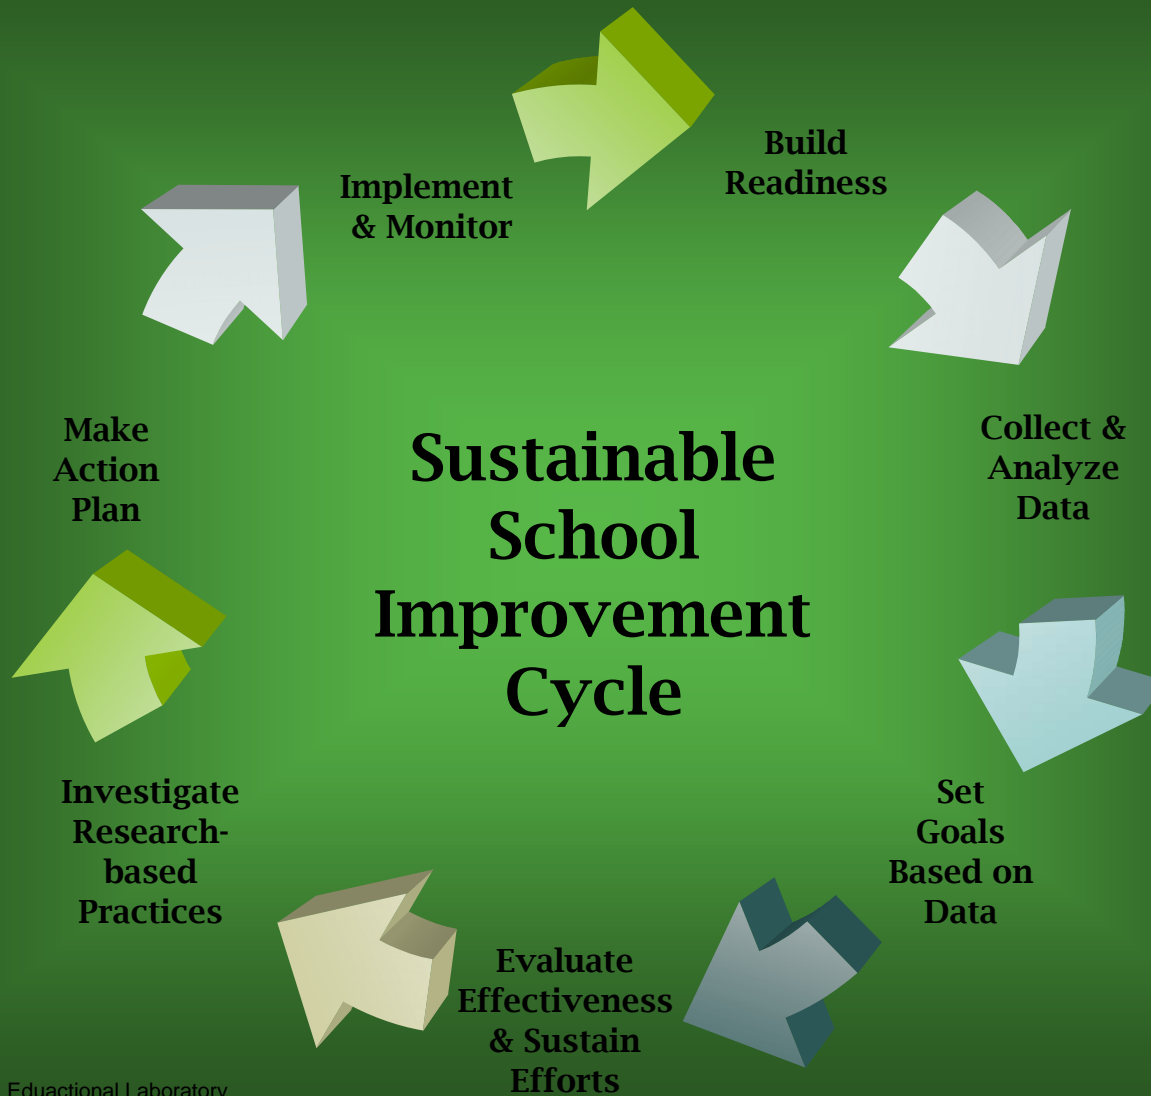 Build
Readiness
Implement
& Monitor
Make
Action
Plan
Collect &
Analyze
Data
Sustainable
School
Improvement
Cycle
Investigate
Research-
based
Practices
Set
Goals
Based on
Data
Evaluate
Effectiveness
& Sustain
Efforts
Eduactional Laboratory